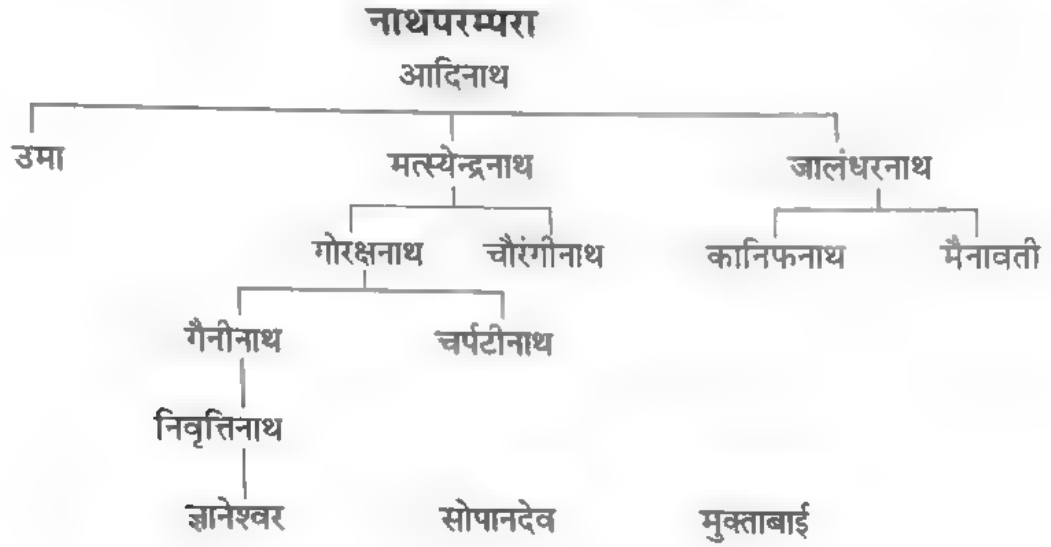 नाथपरम्परा
आदिनाथ
उमा मत्स्येन्द्रनाथ जालंधरनाथ
गोरक्षनाथ चौरंगीनाथ कानिफनाथ मैनावती
गैनीनाथ चर्पटीनाथ
निवृत्तिनाथ
ज्ञानेश्वर सोपानदेव मुक्ताबाई